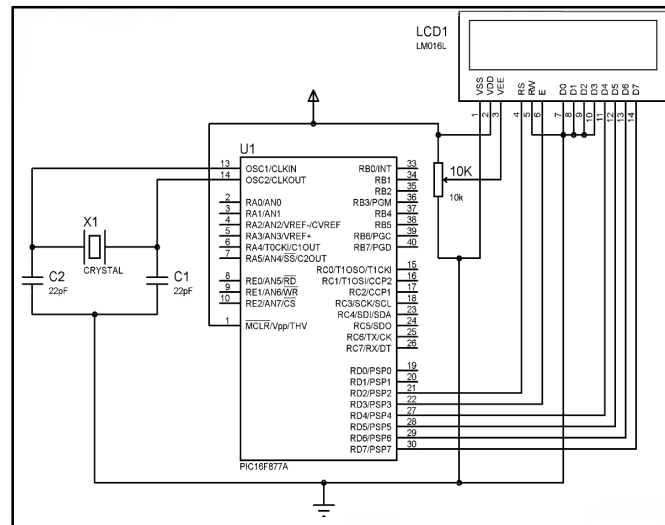 LCD1
LM016L
VSS VDD VEE RS RW E D0 D1 D2 D3 D4 D5 D6 D7
1 2 3 4 5 6 7 8 9 10 11 12 13 14
U1
13 OSC1/CLKIN RB0/INT 33
14 OSC2/CLKOUT RB1 34
RB2 35
2 RA0/AN0 RB3/PGM 36
3 RA1/AN1 RB4 37
4 RA2/AN2/VREF-/CVREF RB5 38
5 RA3/AN3/VREF+ RB6/PGC 39
6 RA4/T0CKI/C1OUT RB7/PGD 40
7 RA5/AN4/SS/C2OUT
RC0/T1OSO/T1CKI 15
8 RE0/AN5/RD RC1/T1OSI/CCP2 16
9 RE1/AN6/WR RC2/CCP1 17
10 RE2/AN7/CS RC3/SCK/SCL 18
RC4/SDI/SDA 23
1 MCLR/Vpp/THV RC5/SDO 24
RC6/TX/CK 25
RC7/RX/DT 26
RD0/PSP0 19
RD1/PSP1 20
RD2/PSP2 21
RD3/PSP3 22
RD4/PSP4 27
RD5/PSP5 28
RD6/PSP6 29
RD7/PSP7 30
PIC16F877A
10K
10k
X1
CRYSTAL
C2
22pF
C1
22pF